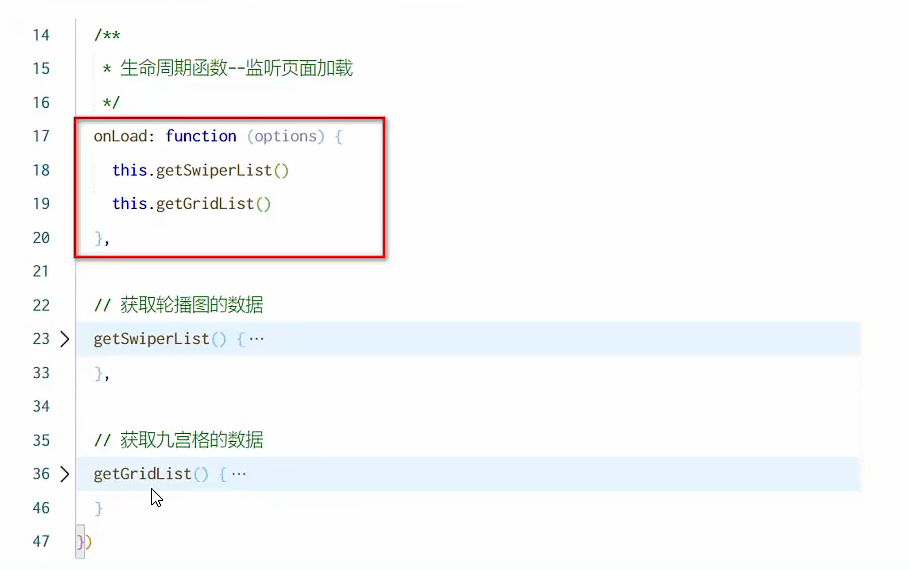 14 /**
15 * 生命周期函数--监听页面加载
16 */
17 onLoad: function (options) {
18 this.getSwiperList()
19 this.getGridList()
20 },
21
22 // 获取轮播图的数据
23 getSwiperList() {…
33 },
34
35 // 获取九宫格的数据
36 getGridList() {…
46 }
47 })